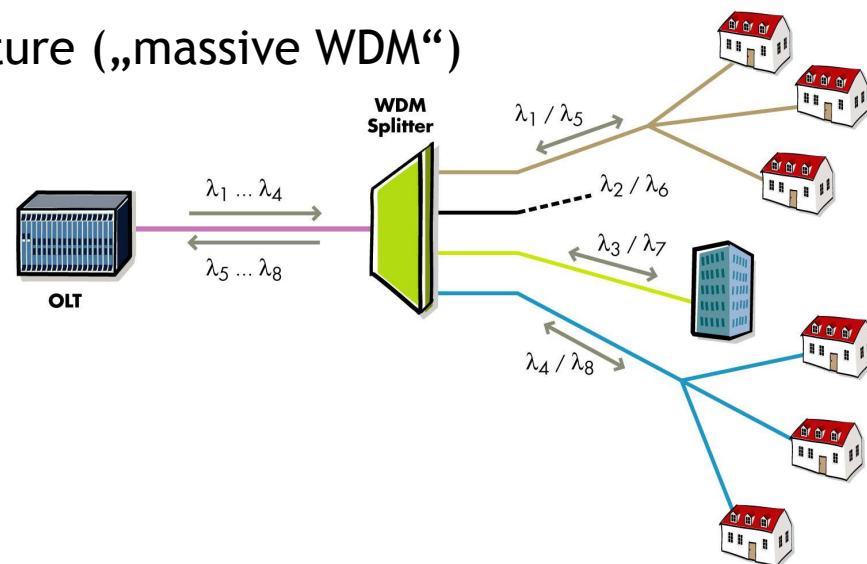 ture („massive WDM“)
WDM
Splitter
λ1 / λ5
λ1 ... λ4
λ2 / λ6
λ3 / λ7
λ5 ... λ8
OLT
λ4 / λ8